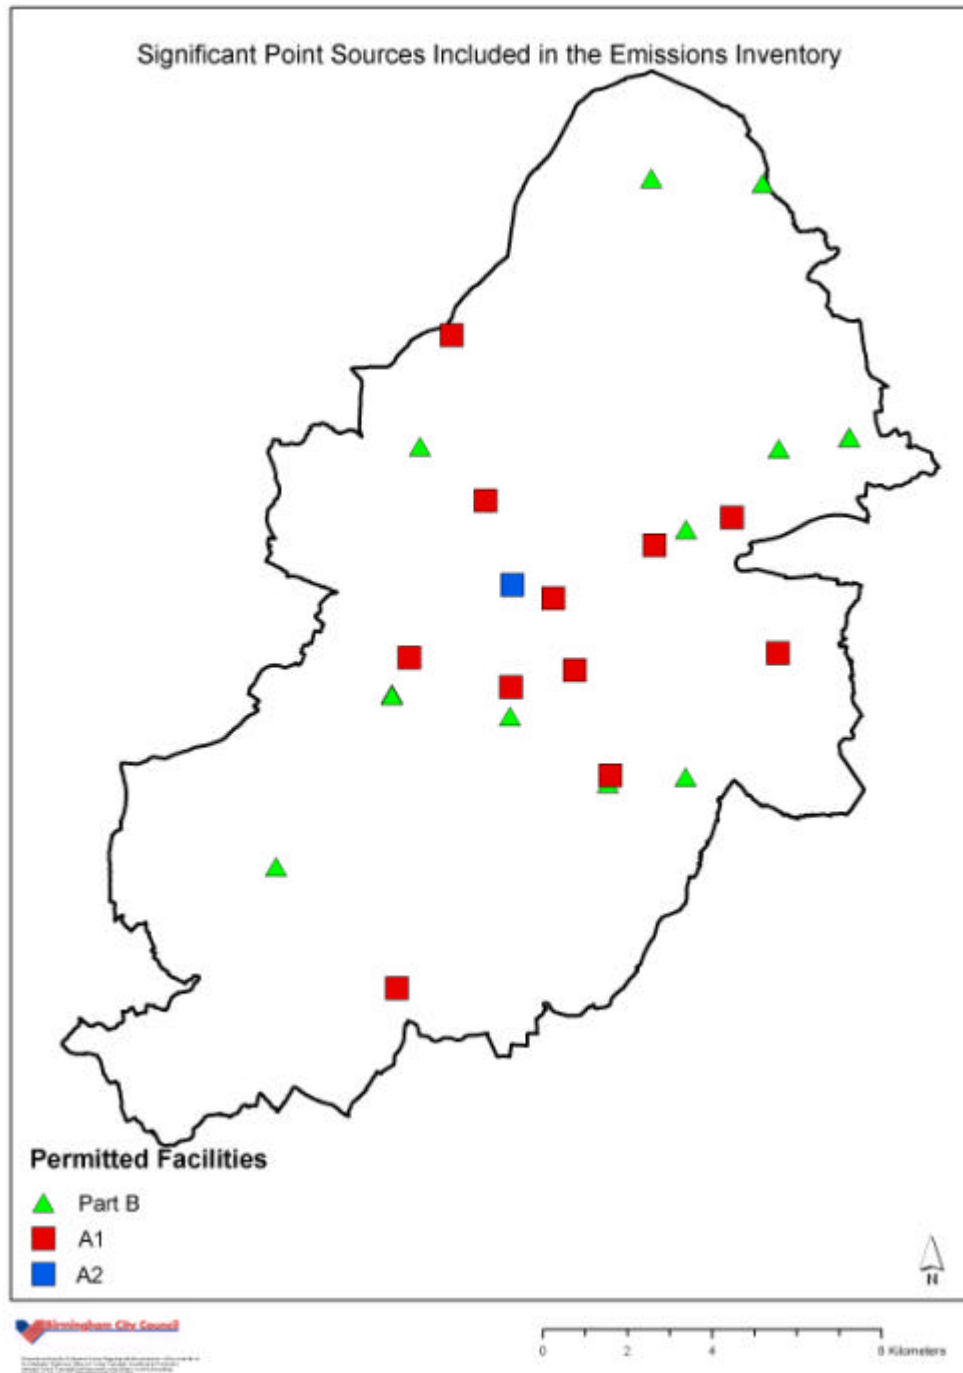 Significant Point Sources Included in the Emissions Inventory
Permitted Facilities
Part B
A1
A2
N
Birmingham City Council
0 2 4 8 Kilometers